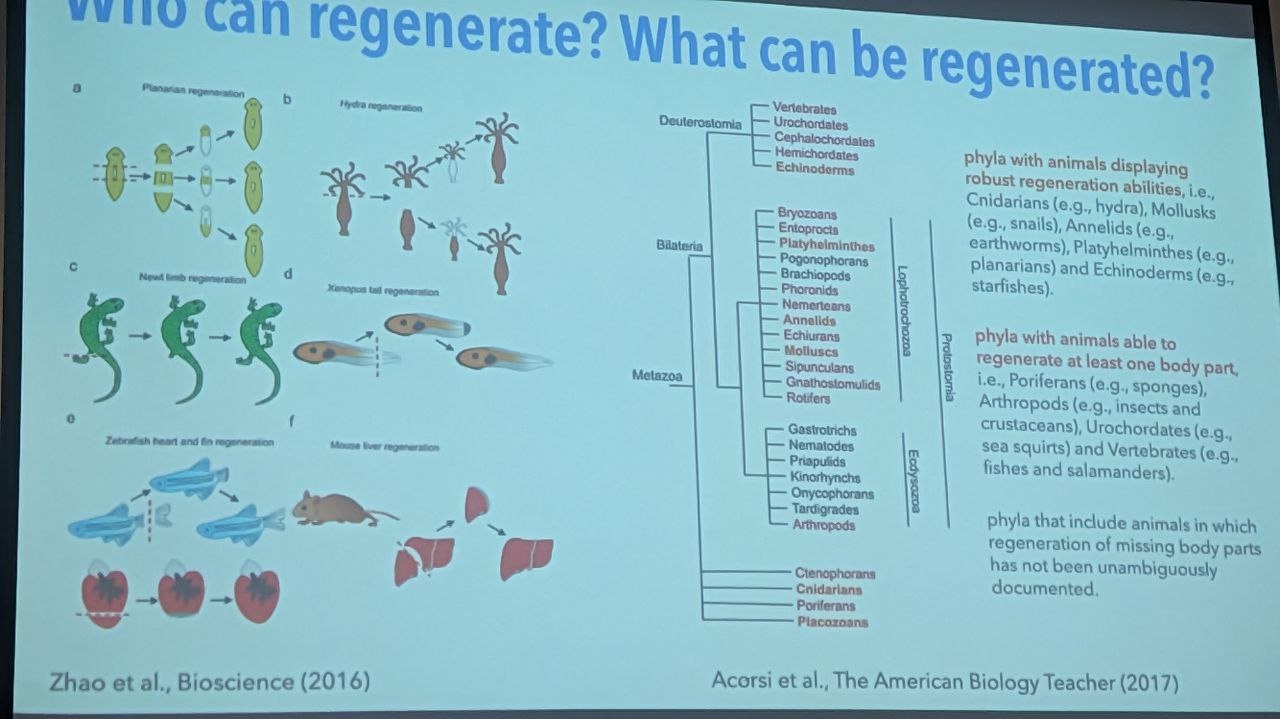 Who can regenerate? What can be regenerated?
a
Planarian regeneration
b
Hydra regeneration
c
Newt limb regeneration
d
Xenopus tail regeneration
e
Zebrafish heart and fin regeneration
f
Mouse liver regeneration
Zhao et al., Bioscience (2016)
Metazoa
Bilateria
Deuterostomia
Vertebrates
Urochordates
Cephalochordates
Hemichordates
Echinoderms
Bryozoans
Entoprocts
Platyhelminthes
Pogonophorans
Brachiopods
Phoronids
Nemerteans
Annelids
Echiurans
Molluscs
Sipunculans
Gnathostomulids
Rotifers
Lophotrochozoa
Protostomia
Gastrotrichs
Nematodes
Priapulids
Kinorhynchs
Onycophorans
Tardigrades
Arthropods
Ecdysozoa
Ctenophorans
Cnidarians
Poriferans
Placozoans
phyla with animals displaying
robust regeneration abilities, i.e.,
Cnidarians (e.g., hydra), Mollusks
(e.g., snails), Annelids (e.g.,
earthworms), Platyhelminthes (e.g.,
planarians) and Echinoderms (e.g.,
starfishes).
phyla with animals able to
regenerate at least one body part,
i.e., Poriferans (e.g., sponges),
Arthropods (e.g., insects and
crustaceans), Urochordates (e.g.,
sea squirts) and Vertebrates (e.g.,
fishes and salamanders).
phyla that include animals in which
regeneration of missing body parts
has not been unambiguously
documented.
Acorsi et al., The American Biology Teacher (2017)